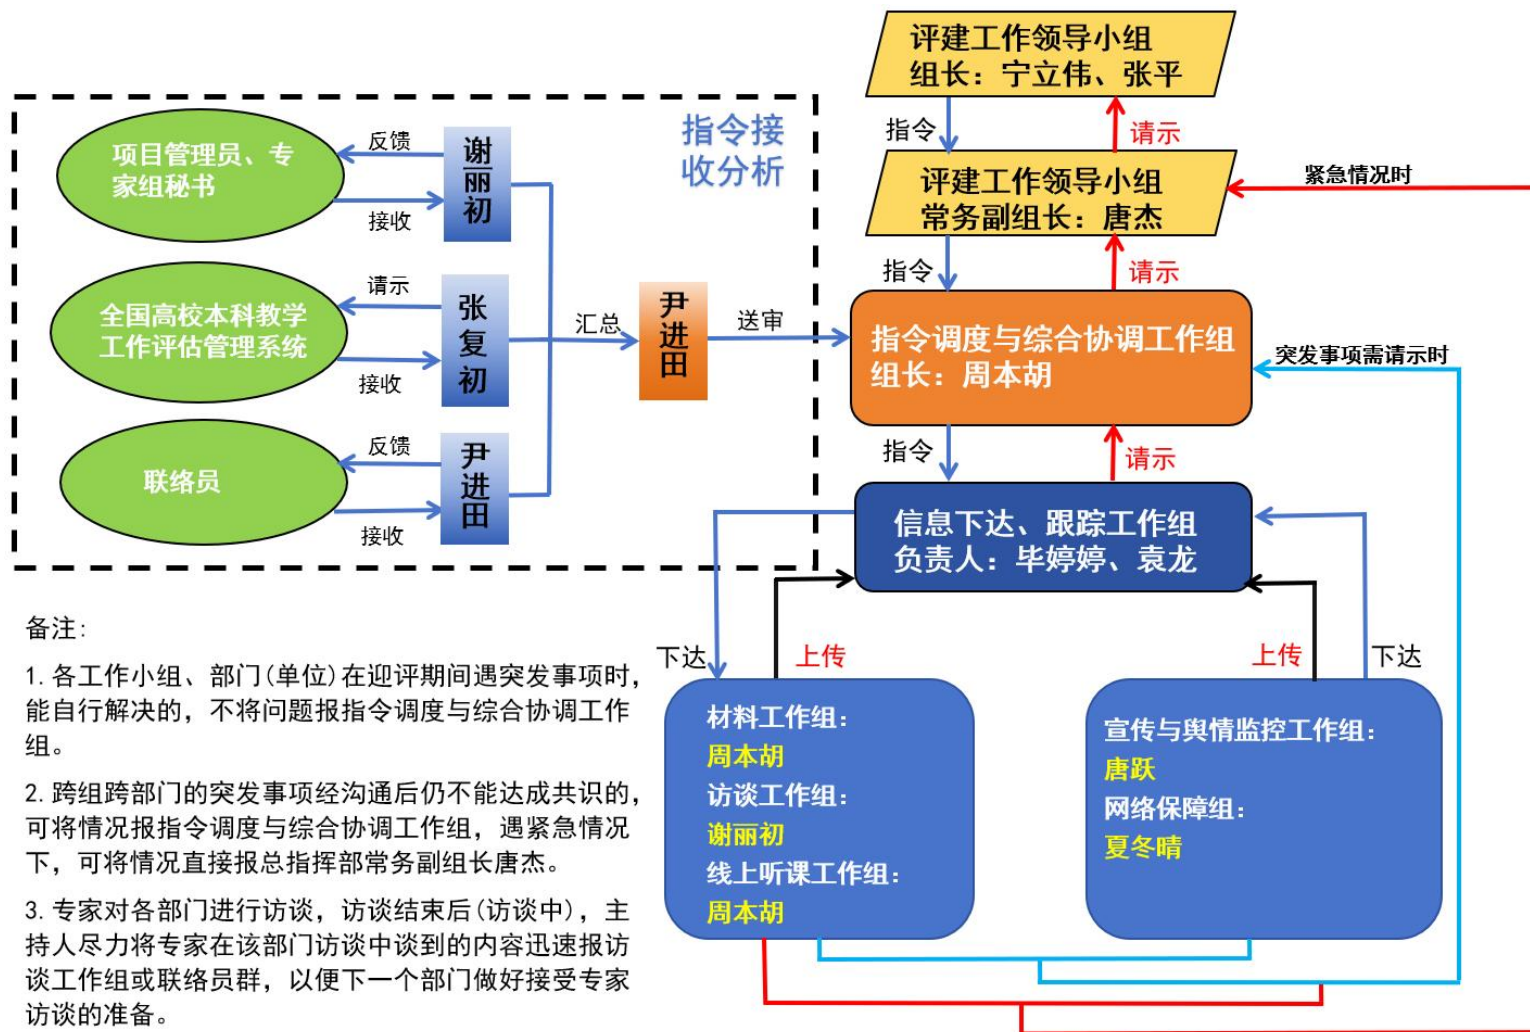 评建工作领导小组
组长：宁立伟、张平
指令
请示
评建工作领导小组
常务副组长：唐杰
紧急情况时
指令接
收分析
项目管理员、专
家组秘书
反馈
接收
谢丽初
全国高校本科教学
工作评估管理系统
请示
接收
张复初
联络员
反馈
接收
尹进田
汇总
尹进田
送审
指令
请示
指令调度与综合协调工作组
组长：周本胡
突发事项需请示时
指令
请示
信息下达、跟踪工作组
负责人：毕婷婷、袁龙
下达
上传
上传
下达
材料工作组：
周本胡
访谈工作组：
谢丽初
线上听课工作组：
周本胡
宣传与舆情监控工作组：
唐跃
网络保障组：
夏冬晴
备注：
1.各工作小组、部门(单位)在迎评期间遇突发事项时，
能自行解决的，不将问题报指令调度与综合协调工作
组。
2.跨组跨部门的突发事项经沟通后仍不能达成共识的，
可将情况报指令调度与综合协调工作组，遇紧急情况
下，可将情况直接报总指挥部常务副组长唐杰。
3.专家对各部门进行访谈，访谈结束后(访谈中)，主
持人尽力将专家在该部门访谈中谈到的内容迅速报访
谈工作组或联络员群，以便下一个部门做好接受专家
访谈的准备。